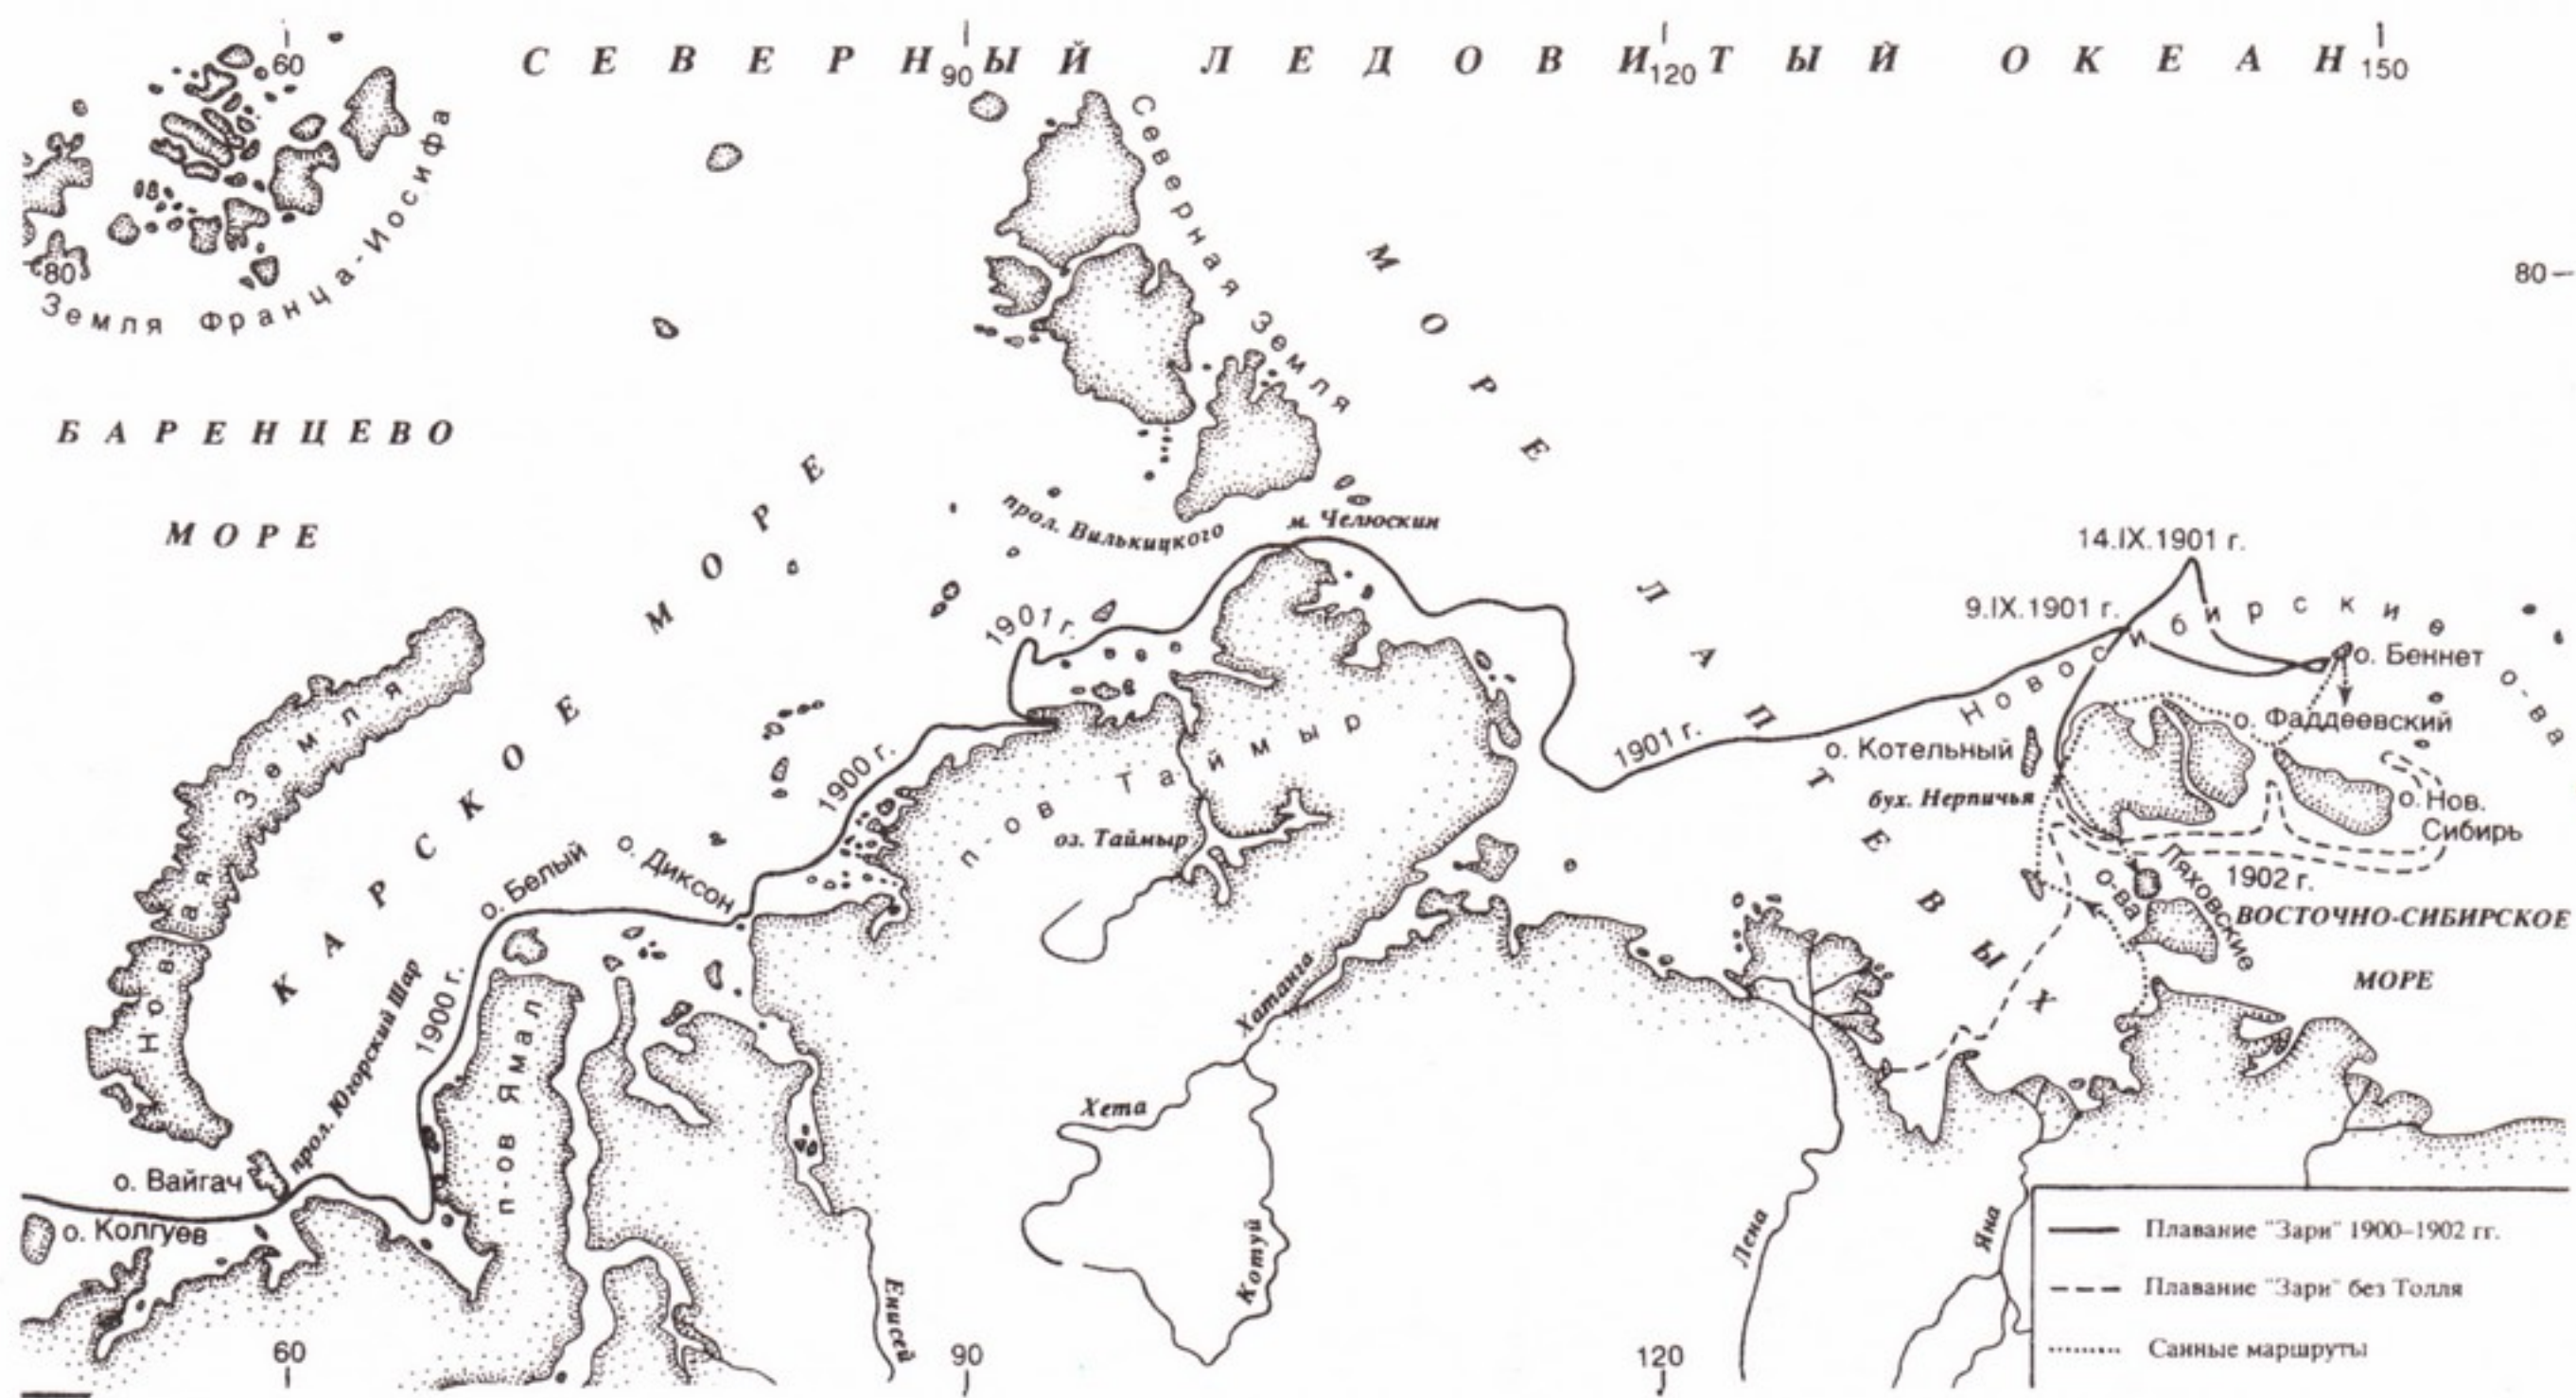 СЕВЕРНЫЙ ЛЕДОВИТЫЙ ОКЕАН
60
90
120
150
Земля Франца-Иосифа
80
80
Северная Земля
БАРЕНЦЕВО
МОРЕ
КАРСКОЕ МОРЕ
МОРЕ ЛАПТЕВЫХ
прол. Вилькицкого
м. Челюскин
14.IX.1901 г.
9.IX.1901 г.
Новосибирские о-ва
о. Беннет
1901 г.
Новая Земля
о. Фаддеевский
о. Котельный
1901 г.
1900 г.
п-ов Таймыр
бух. Нерпичья
о. Нов.
Сибирь
оз. Таймыр
о. Белый
о. Диксон
Ляховские
о-ва
1902 г.
ВОСТОЧНО-СИБИРСКОЕ
МОРЕ
прол. Югорский Шар
1900 г.
п-ов Ямал
Хатанга
Хета
Котуй
о. Вайгач
о. Колгуев
Енисей
Лена
Яна
Плавание "Зари" 1900–1902 гг.
Плавание "Зари" без Толля
Санные маршруты
60
90
120